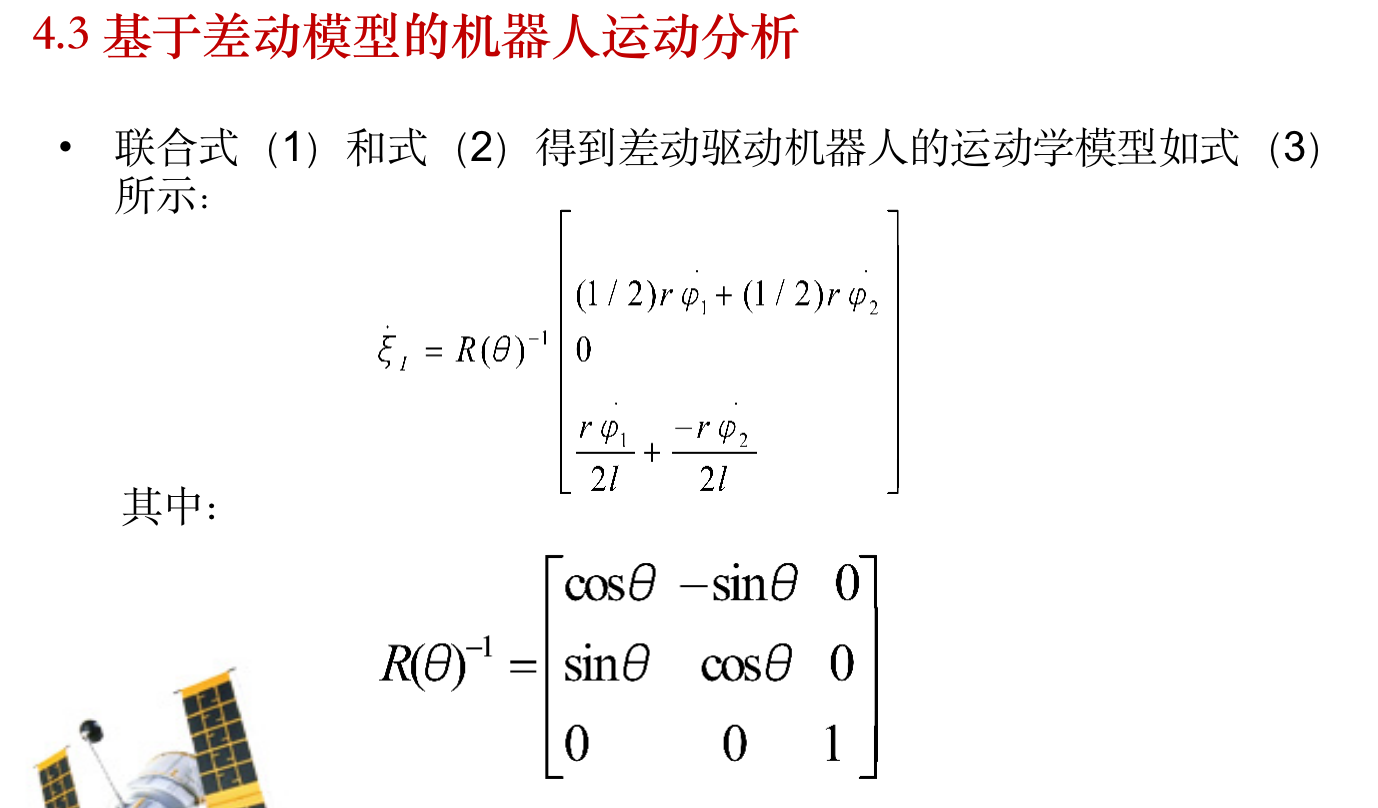 4.3 基于差动模型的机器人运动分析
• 联合式（1）和式（2）得到差动驱动机器人的运动学模型如式（3）
所示：
$\dot{\xi}_I = R(\theta)^{-1} \begin{bmatrix} (1/2)r\dot{\varphi}_1 + (1/2)r\dot{\varphi}_2 \\ 0 \\ \frac{r\dot{\varphi}_1}{2l} + \frac{-r\dot{\varphi}_2}{2l} \end{bmatrix}$
其中：
$R(\theta)^{-1} = \begin{bmatrix} \cos\theta & -\sin\theta & 0 \\ \sin\theta & \cos\theta & 0 \\ 0 & 0 & 1 \end{bmatrix}$